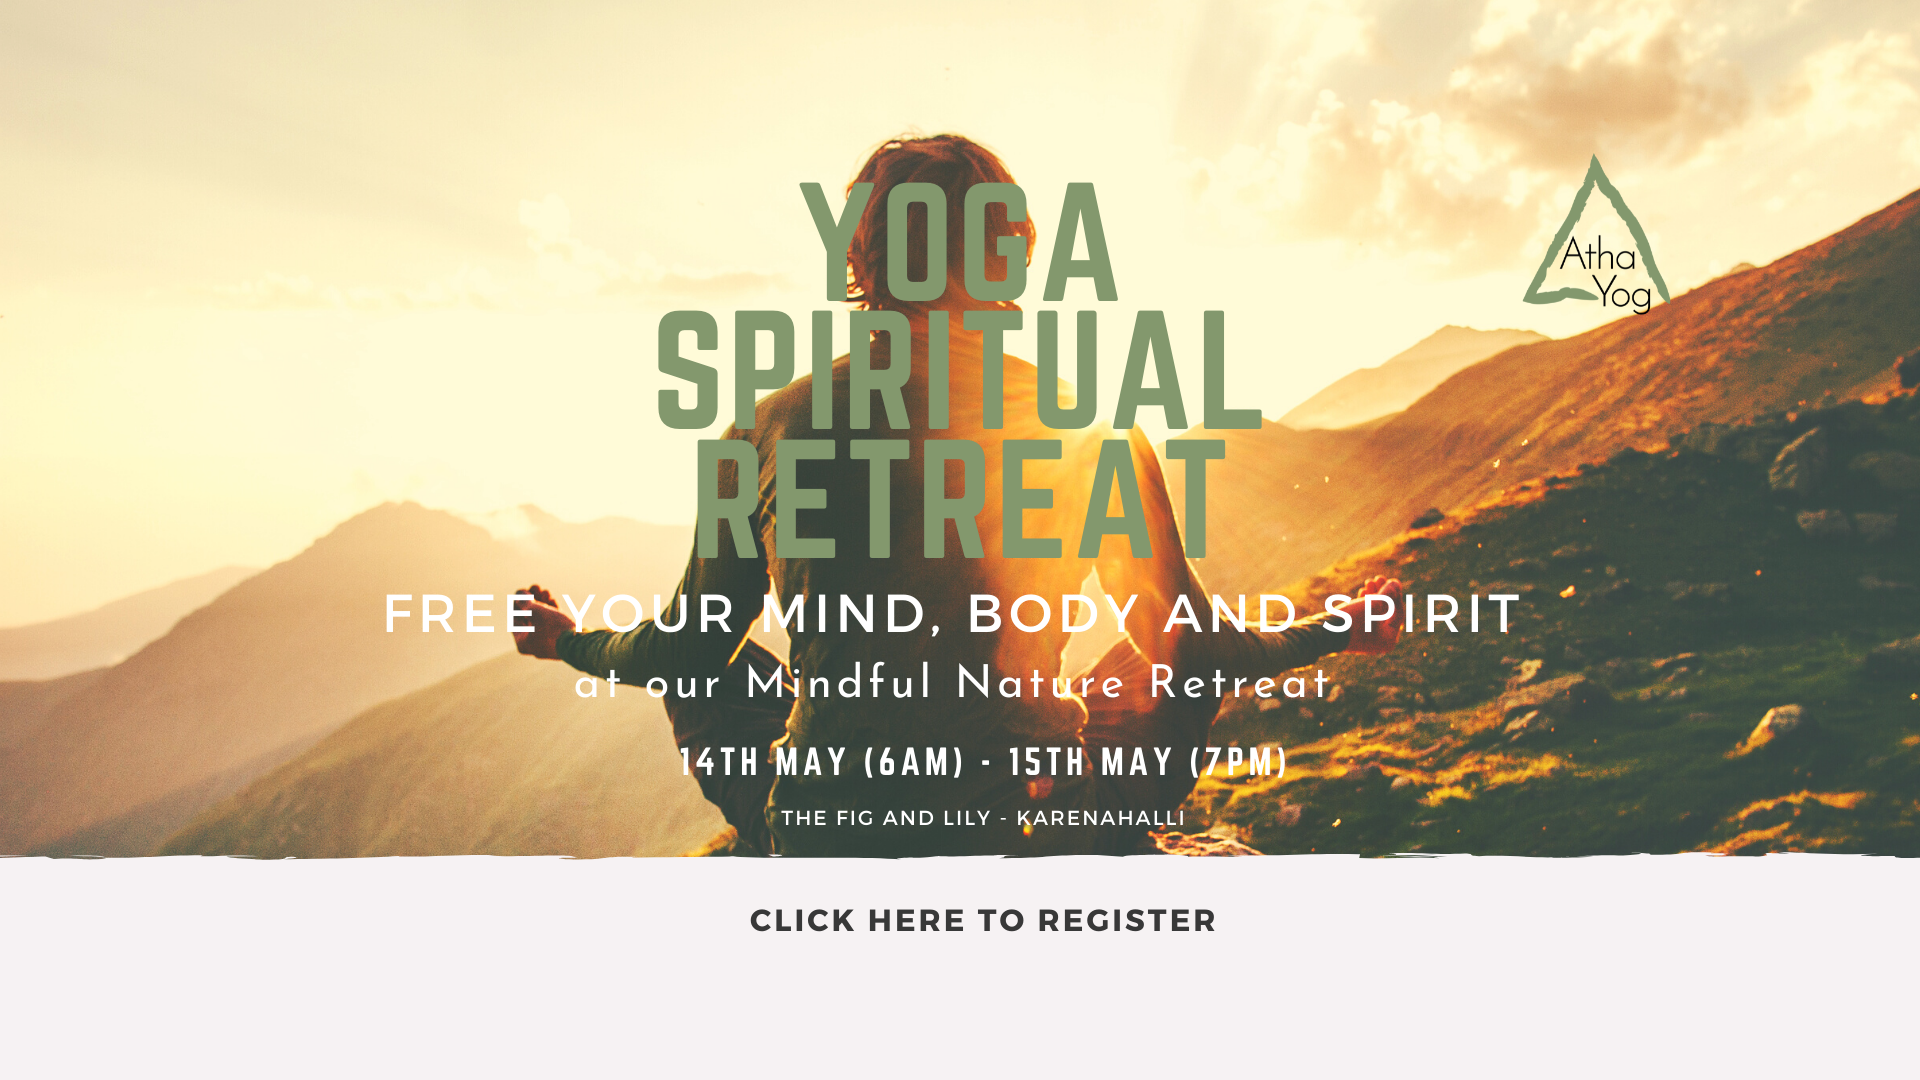 YOGA
SPIRITUAL
RETREAT
Atha
Yog
FREE YOUR MIND, BODY AND SPIRIT
at our Mindful Nature Retreat
14TH MAY (6AM) - 15TH MAY (7PM)
THE FIG AND LILY - KARENAHALLI
CLICK HERE TO REGISTER